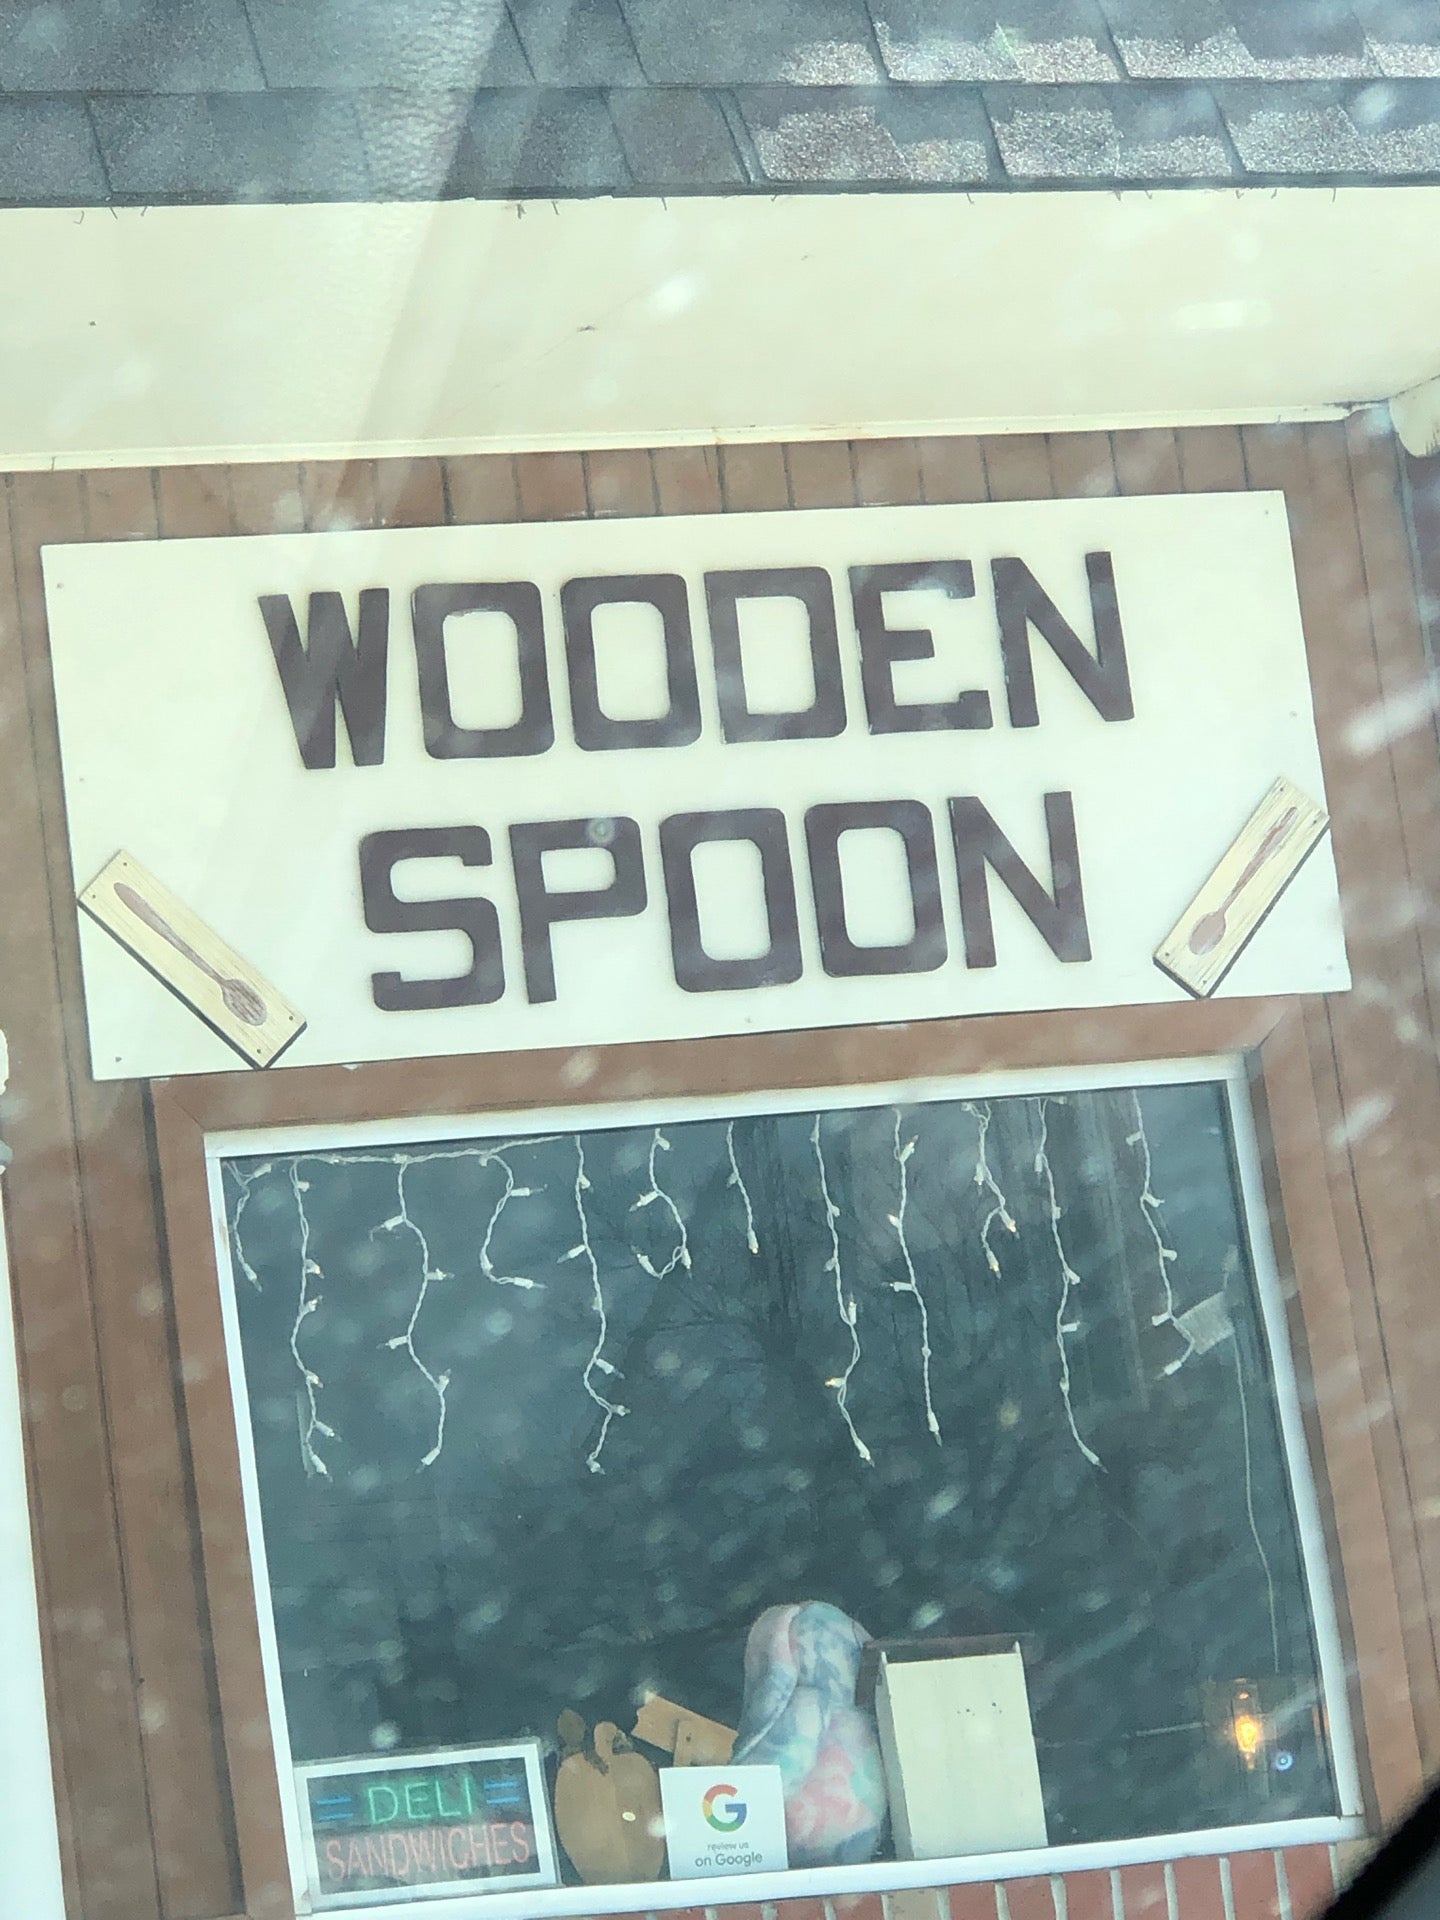 WOODEN
SPOON
DELI
SANDWICHES
G
review us
on Google